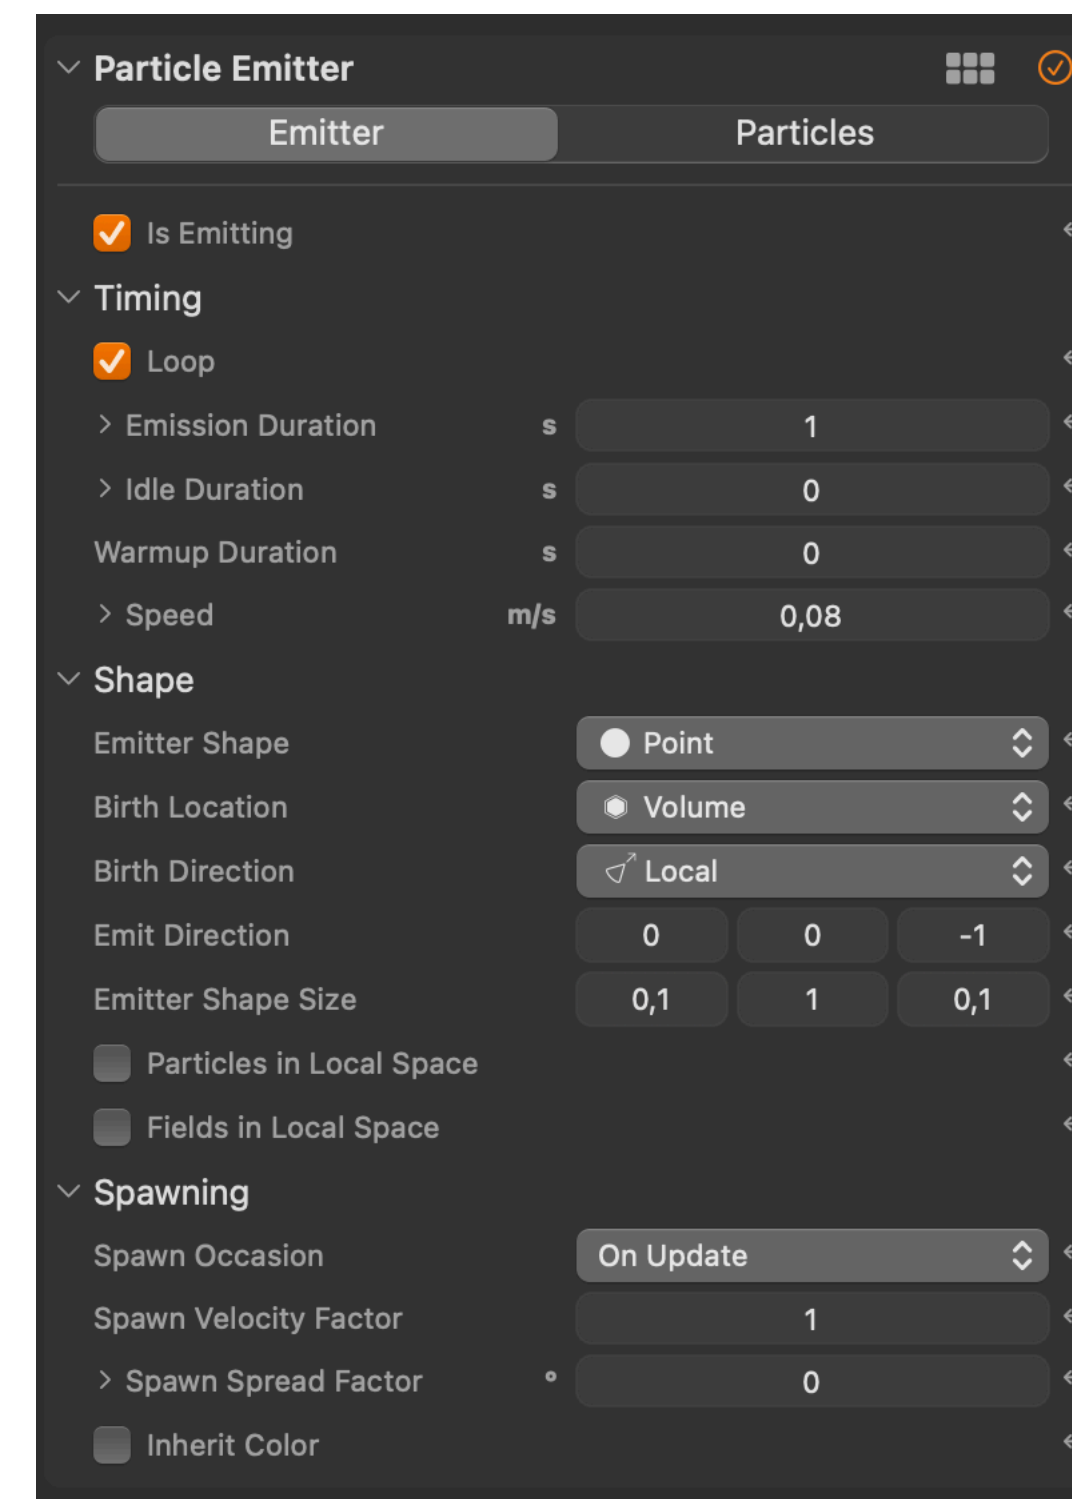 Particle Emitter
Emitter Particles
Is Emitting
Timing
Loop
Emission Duration s 1
Idle Duration s 0
Warmup Duration s 0
Speed m/s 0,08
Shape
Emitter Shape Point
Birth Location Volume
Birth Direction Local
Emit Direction 0 0 -1
Emitter Shape Size 0,1 1 0,1
Particles in Local Space
Fields in Local Space
Spawning
Spawn Occasion On Update
Spawn Velocity Factor 1
Spawn Spread Factor ° 0
Inherit Color